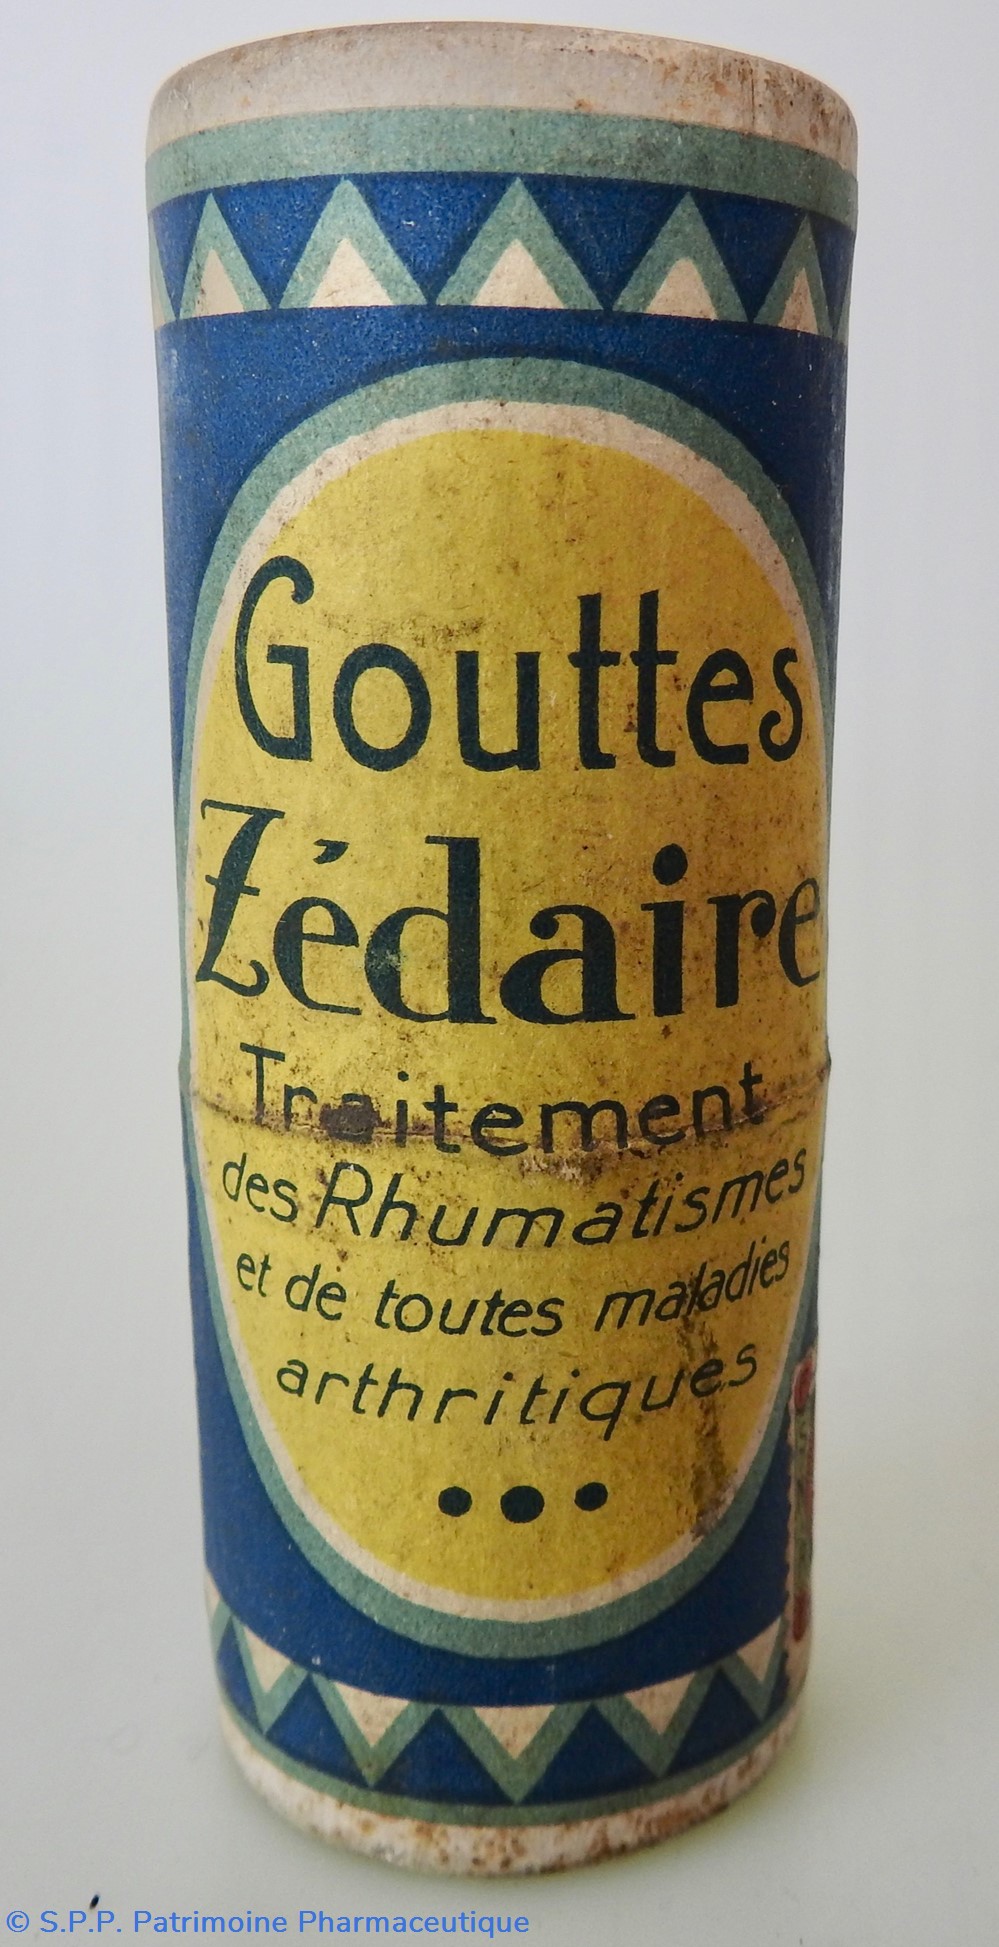 Gouttes
Zédaire
Traitement
des Rhumatismes
et de toutes maladies
arthritiques
© S.P.P. Patrimoine Pharmaceutique